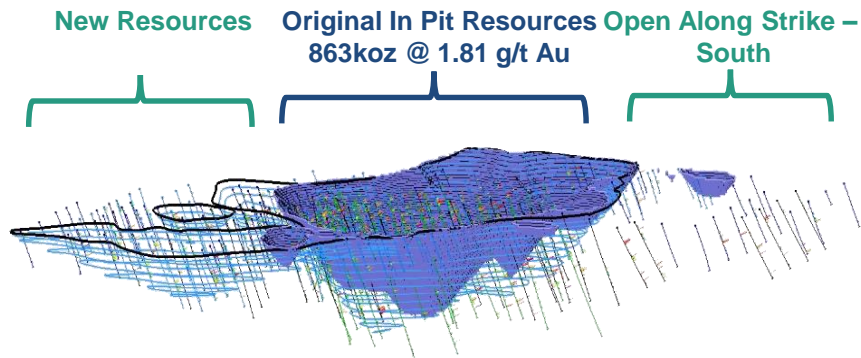 New Resources
Original In Pit Resources
863koz @ 1.81 g/t Au
Open Along Strike –
South